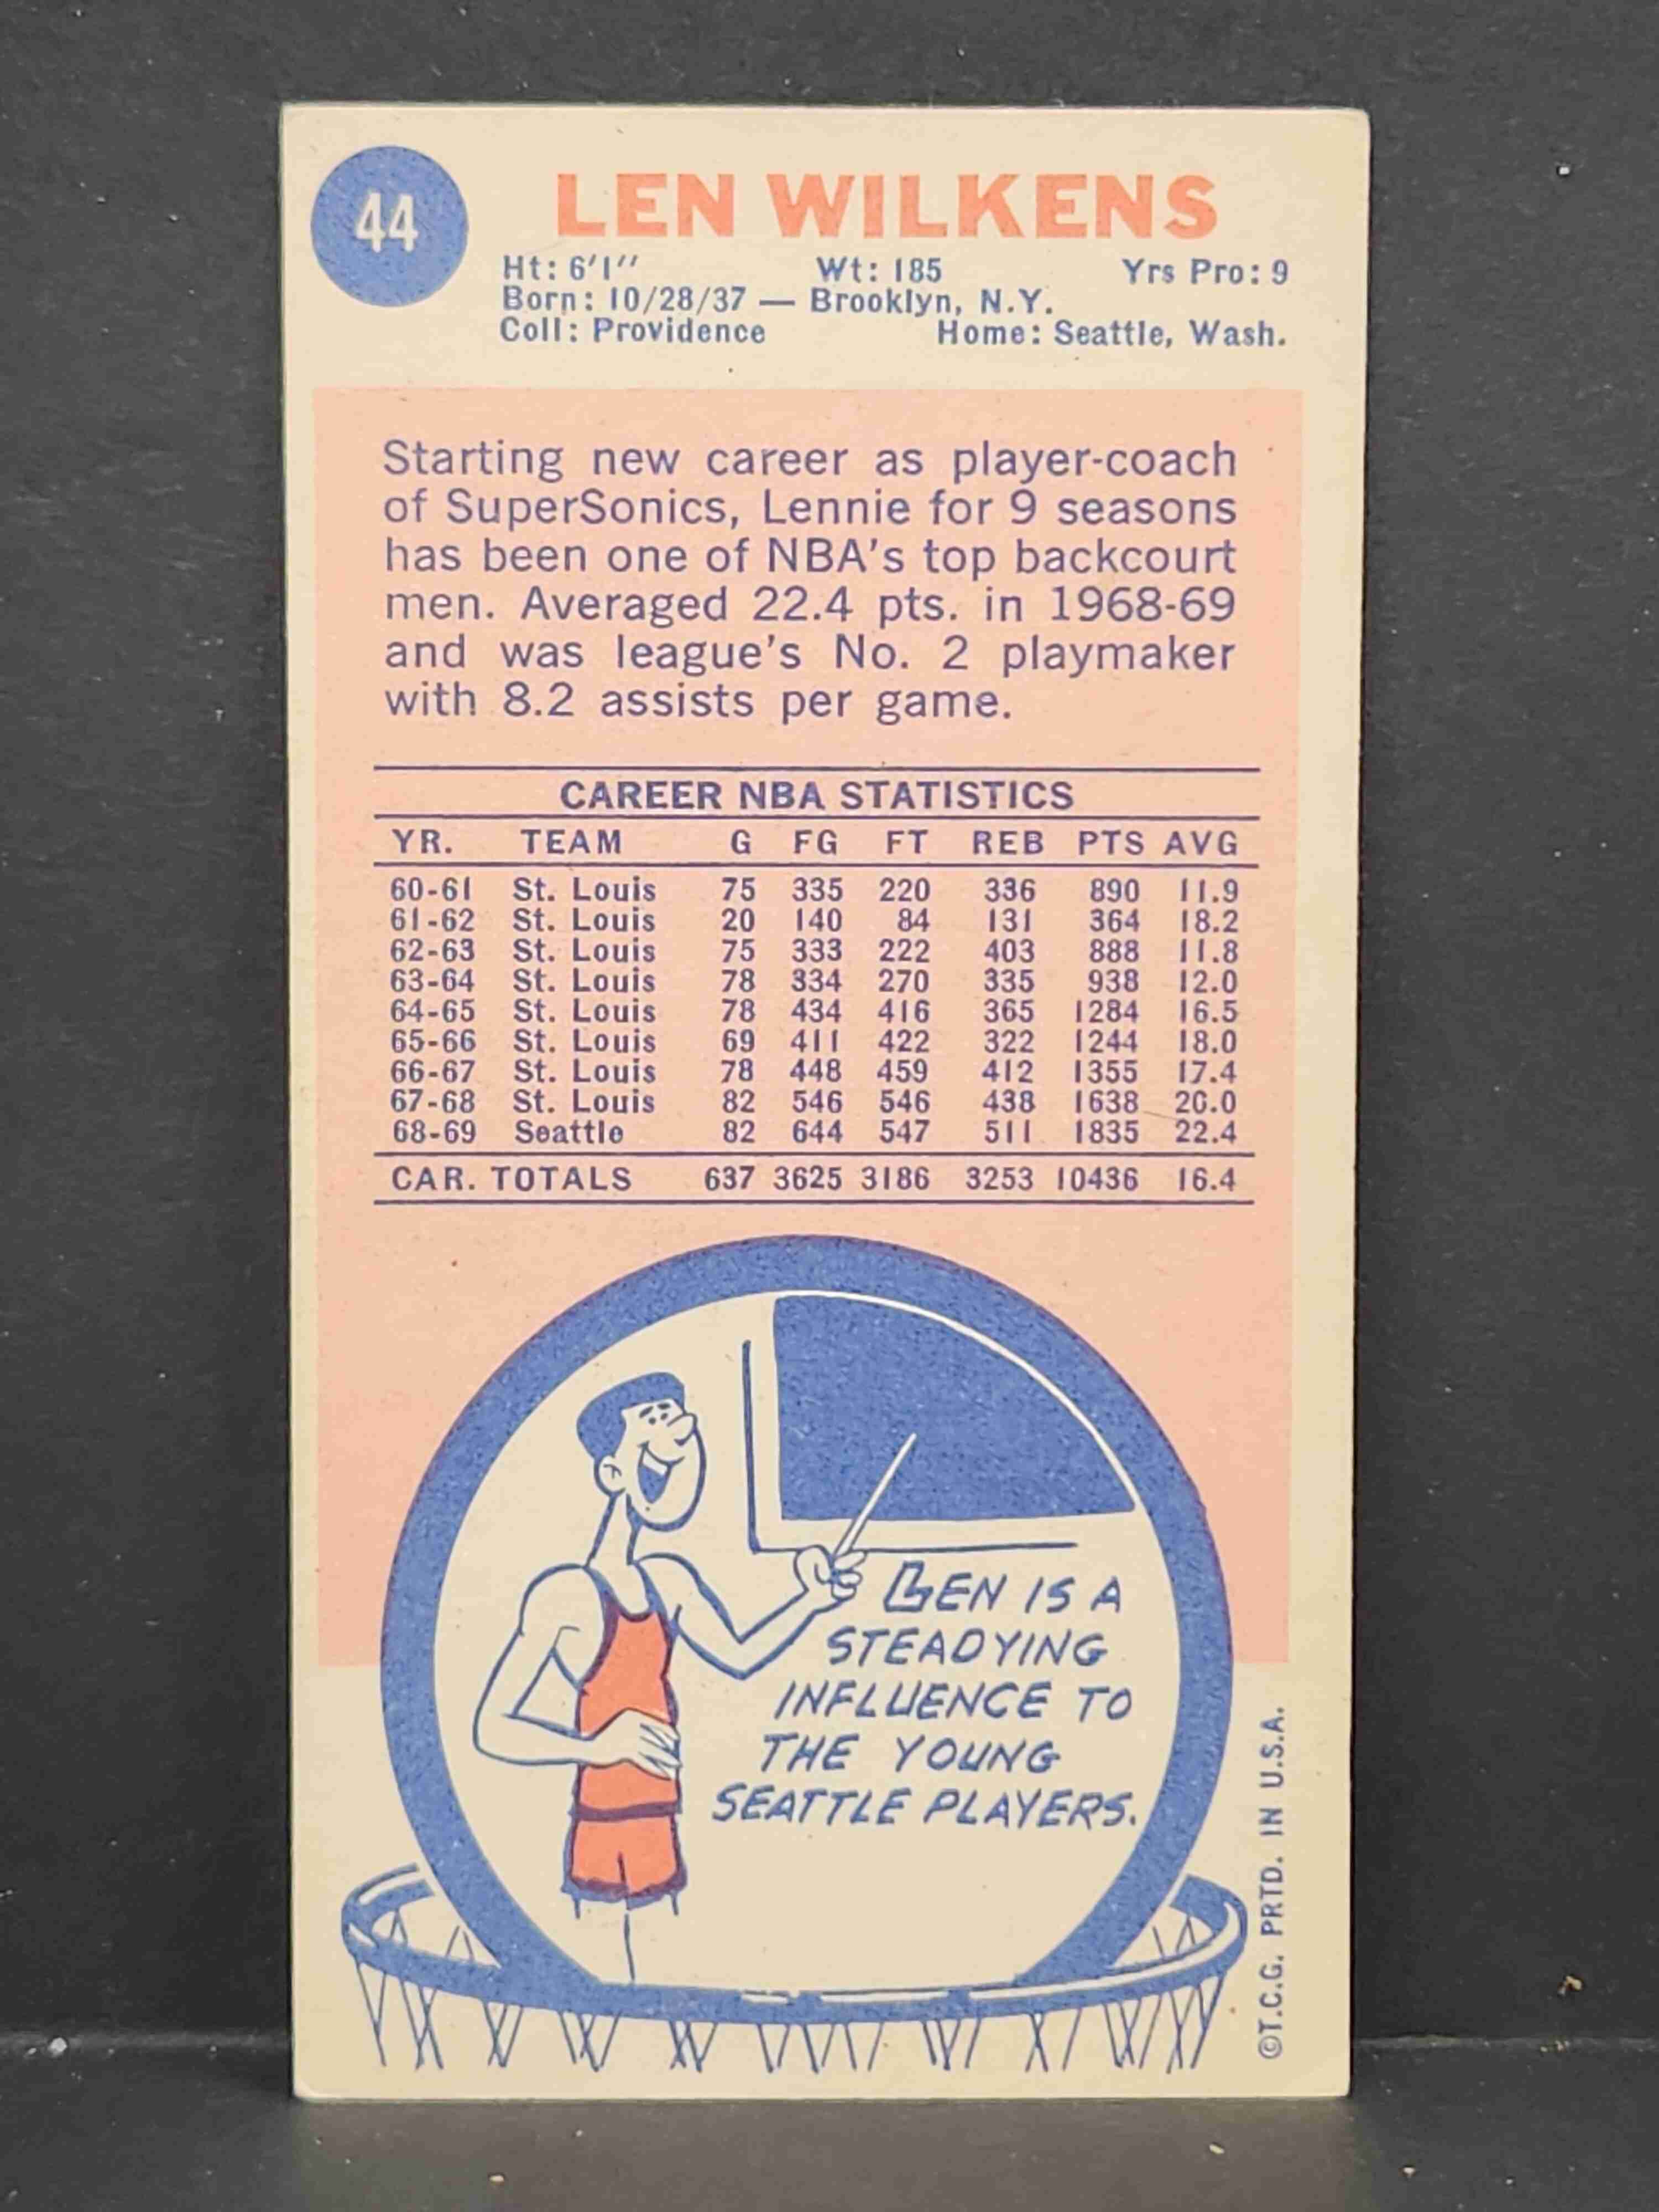 44
LEN WILKENS
Ht: 6'1" Wt: 185 Yrs Pro: 9
Born: 10/28/37 — Brooklyn, N.Y.
Coll: Providence Home: Seattle, Wash.
Starting new career as player-coach
of SuperSonics, Lennie for 9 seasons
has been one of NBA's top backcourt
men. Averaged 22.4 pts. in 1968-69
and was league's No. 2 playmaker
with 8.2 assists per game.
CAREER NBA STATISTICS
YR. TEAM G FG FT REB PTS AVG
60-61 St. Louis 75 335 220 336 890 11.9
61-62 St. Louis 20 140 84 131 364 18.2
62-63 St. Louis 75 333 222 403 888 11.8
63-64 St. Louis 78 334 270 335 938 12.0
64-65 St. Louis 78 434 416 365 1284 16.5
65-66 St. Louis 69 411 422 322 1244 18.0
66-67 St. Louis 78 448 459 412 1355 17.4
67-68 St. Louis 82 546 546 438 1638 20.0
68-69 Seattle 82 644 547 511 1835 22.4
CAR. TOTALS 637 3625 3186 3253 10436 16.4
LEN IS A
STEADYING
INFLUENCE TO
THE YOUNG
SEATTLE PLAYERS.
©T.C.G. PRTD. IN U.S.A.